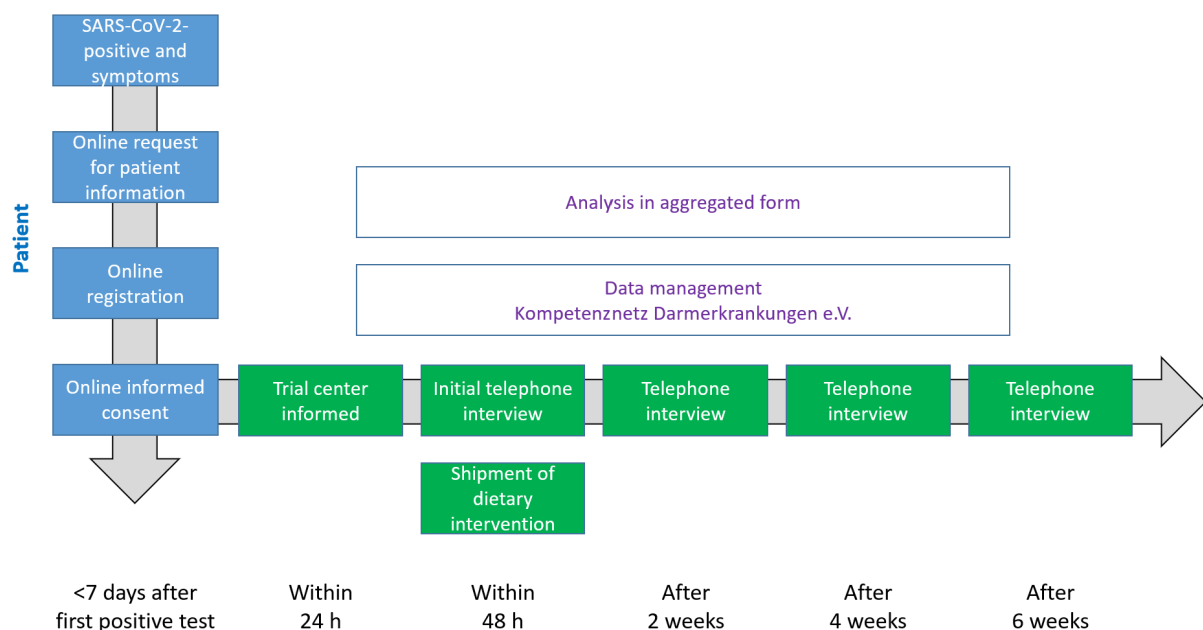 SARS-CoV-2-
positive and
symptoms
Online request
for patient
information
Patient
Analysis in aggregated form
Online
registration
Data management
Kompetenznetz Darmerkrankungen e.V.
Online informed
consent
Trial center
informed
Initial telephone
interview
Telephone
interview
Telephone
interview
Telephone
interview
Shipment of
dietary
intervention
<7 days after
first positive test
Within
24 h
Within
48 h
After
2 weeks
After
4 weeks
After
6 weeks